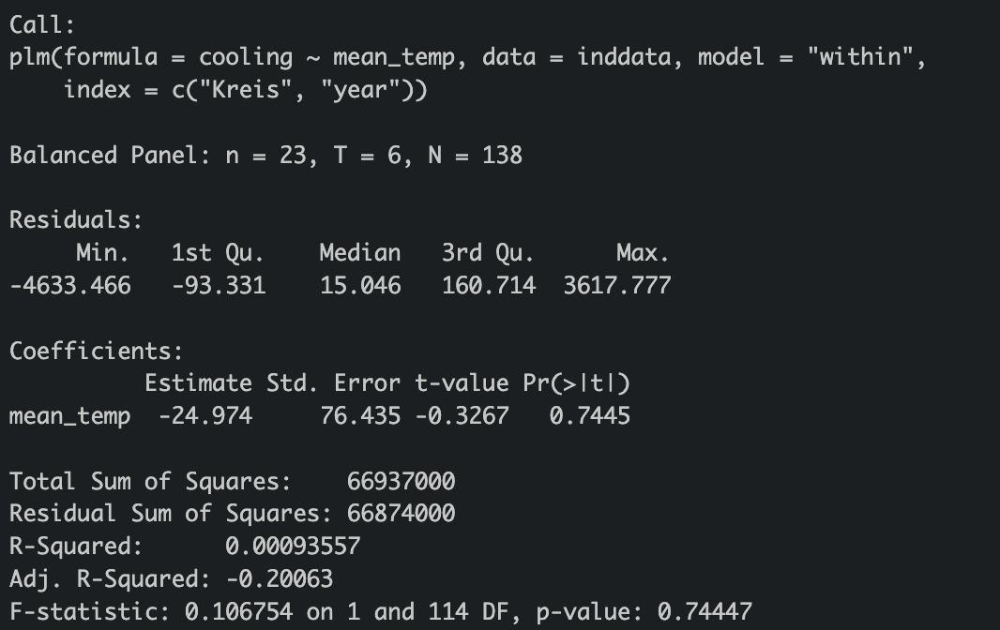 Call:
plm(formula = cooling ~ mean_temp, data = inddata, model = "within",
    index = c("Kreis", "year"))

Balanced Panel: n = 23, T = 6, N = 138

Residuals:
     Min.   1st Qu.    Median   3rd Qu.      Max.
-4633.466   -93.331    15.046   160.714  3617.777

Coefficients:
          Estimate Std. Error t-value Pr(>|t|)
mean_temp  -24.974     76.435 -0.3267   0.7445

Total Sum of Squares:    66937000
Residual Sum of Squares: 66874000
R-Squared:      0.00093557
Adj. R-Squared: -0.20063
F-statistic: 0.106754 on 1 and 114 DF, p-value: 0.74447